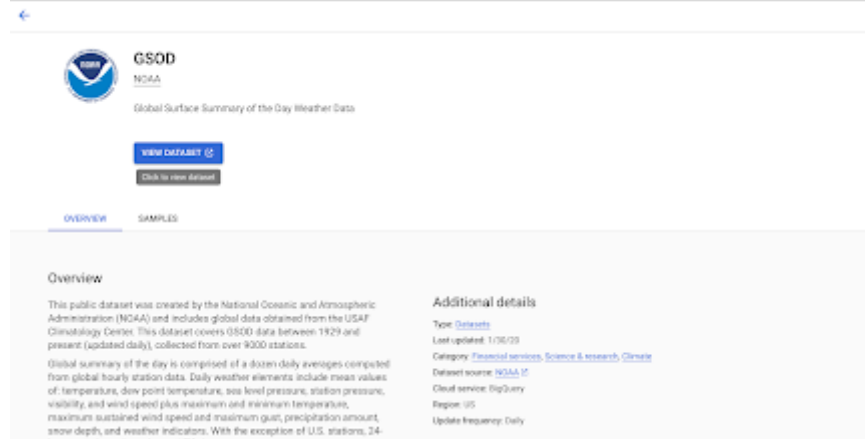 GSOD
NOAA
Global Surface Summary of the Day Weather Data
VIEW DATASET
Click to view dataset
OVERVIEW
SAMPLES
Overview
This public dataset was created by the National Oceanic and Atmospheric
Administration (NOAA) and includes global data obtained from the USAF
Climatology Center. This dataset covers GSOD data between 1929 and
present (updated daily), collected from over 9000 stations.
Global summary of the day is comprised of a dozen daily averages computed
from global hourly station data. Daily weather elements include mean values
of: temperature, dew point temperature, sea level pressure, station pressure,
visibility, and wind speed plus maximum and minimum temperature,
maximum sustained wind speed and maximum gust, precipitation amount,
snow depth, and weather indicators. With the exception of U.S. stations, 24-
Additional details
Type: Datasets
Last updated: 1/30/20
Category: Financial services, Science & research, Climate
Dataset source: NOAA
Cloud service: BigQuery
Region: US
Update frequency: Daily